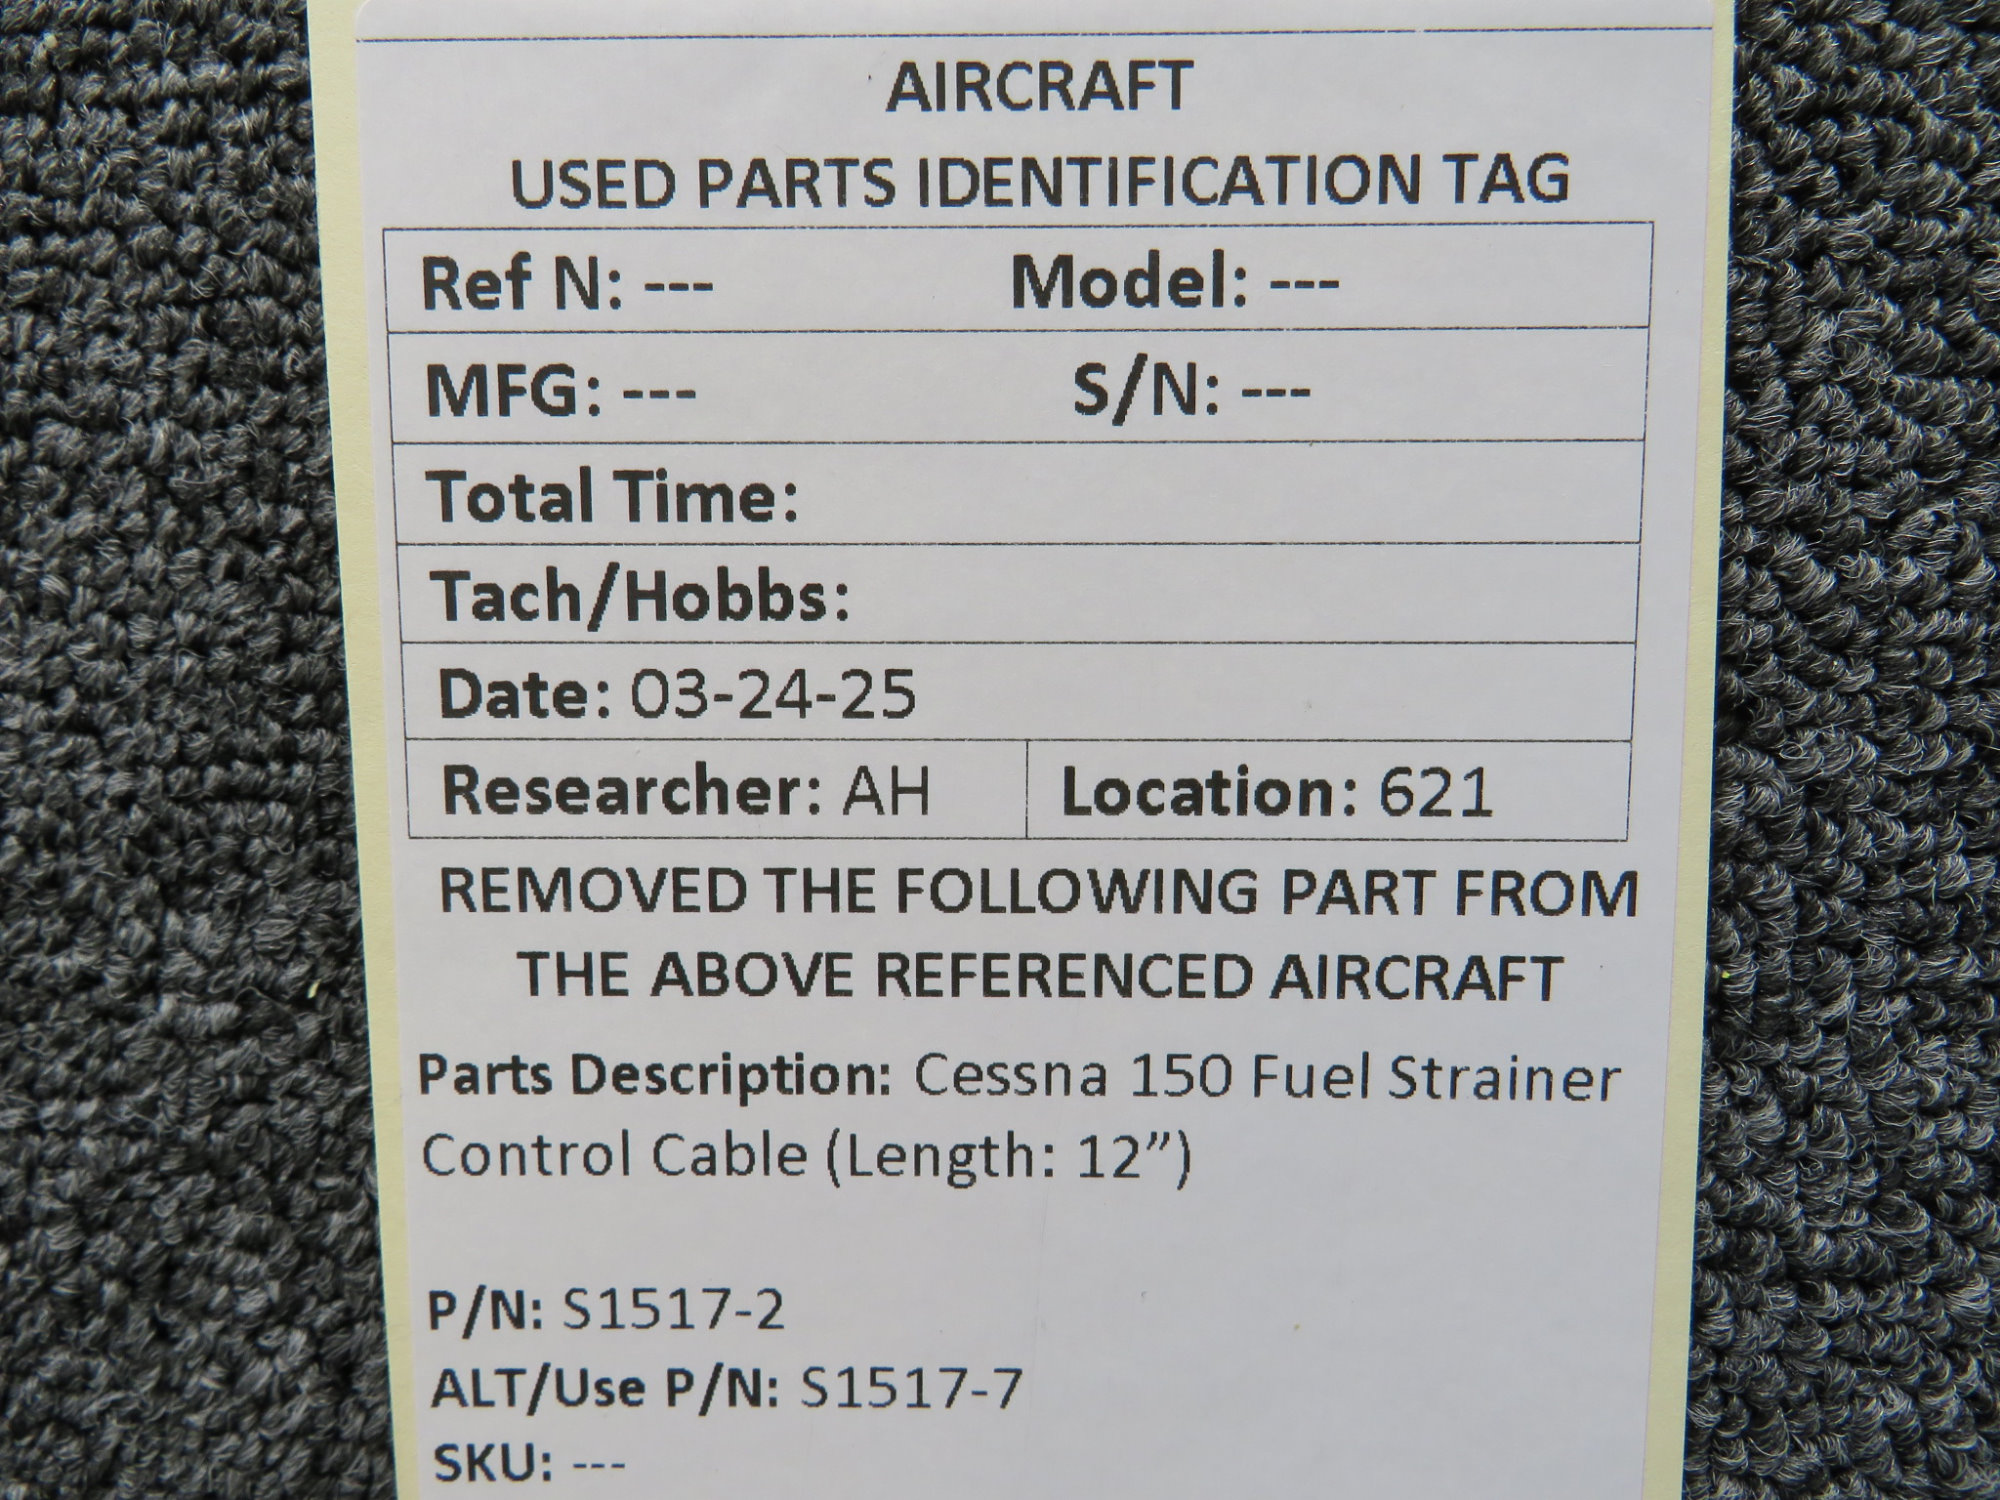 AIRCRAFT
USED PARTS IDENTIFICATION TAG
Ref N: --- Model: ---
MFG: --- S/N: ---
Total Time:
Tach/Hobbs:
Date: 03-24-25
Researcher: AH Location: 621
REMOVED THE FOLLOWING PART FROM
THE ABOVE REFERENCED AIRCRAFT
Parts Description: Cessna 150 Fuel Strainer
Control Cable (Length: 12”)
P/N: S1517-2
ALT/Use P/N: S1517-7
SKU: ---